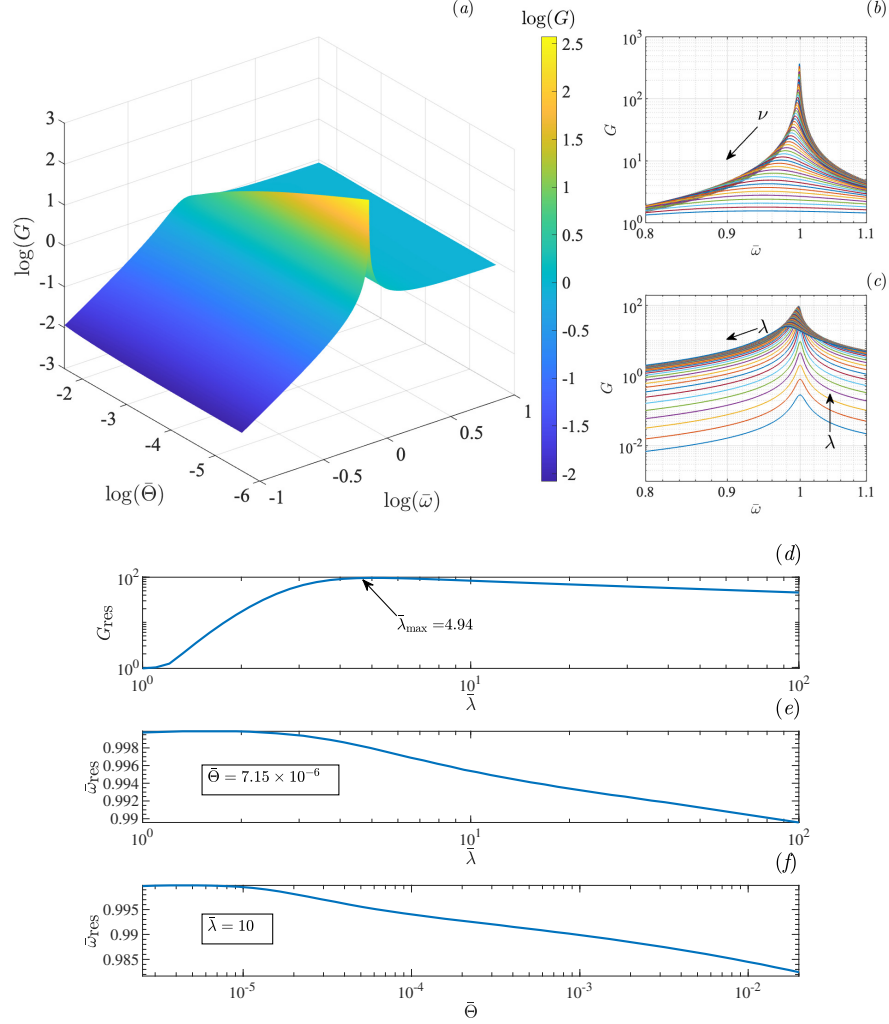 (a)
log(G)
3
2
1
0
-1
-2
-3
log(G)
-2
-3
-4
-5
-6
log(Θ̄)
-1
-0.5
0
0.5
1
log(ω̄)
2.5
2
1.5
1
0.5
0
-0.5
-1
-1.5
-2
(b)
10³
10²
10¹
10⁰
G
ν
0.8
0.9
1
1.1
ω̄
(c)
10²
10⁰
10⁻²
G
λ
λ
0.8
0.9
1
1.1
ω̄
(d)
10²
10⁰
G_res
λ̄_max =4.94
10⁰
10¹
10²
λ̄
(e)
0.998
0.996
0.994
0.992
0.99
ω̄_res
Θ̄ = 7.15 × 10⁻⁶
10⁰
10¹
10²
λ̄
(f)
0.995
0.99
0.985
ω̄_res
λ̄ = 10
10⁻⁵
10⁻⁴
10⁻³
10⁻²
Θ̄